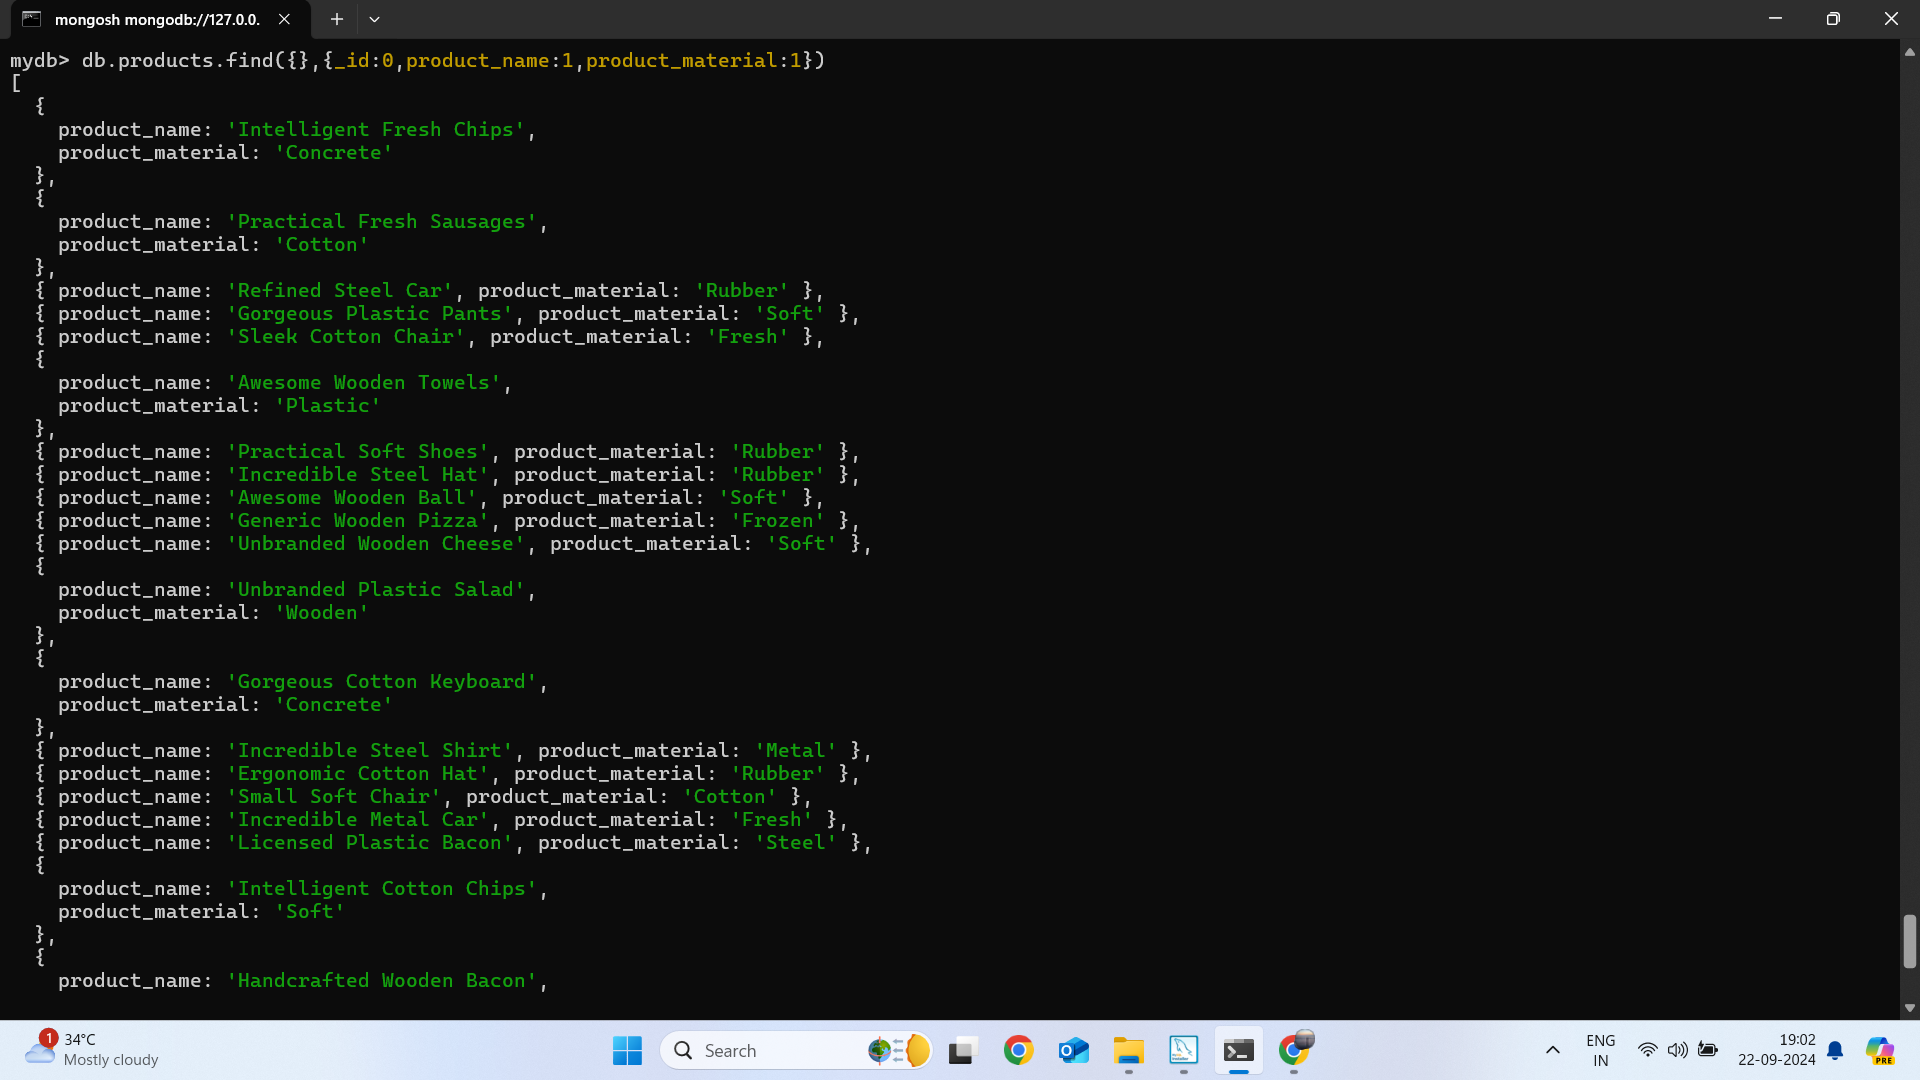 mongosh mongodb://127.0.0.
mydb> db.products.find({},{_id:0,product_name:1,product_material:1})
[
  {
    product_name: 'Intelligent Fresh Chips',
    product_material: 'Concrete'
  },
  {
    product_name: 'Practical Fresh Sausages',
    product_material: 'Cotton'
  },
  { product_name: 'Refined Steel Car', product_material: 'Rubber' },
  { product_name: 'Gorgeous Plastic Pants', product_material: 'Soft' },
  { product_name: 'Sleek Cotton Chair', product_material: 'Fresh' },
  {
    product_name: 'Awesome Wooden Towels',
    product_material: 'Plastic'
  },
  { product_name: 'Practical Soft Shoes', product_material: 'Rubber' },
  { product_name: 'Incredible Steel Hat', product_material: 'Rubber' },
  { product_name: 'Awesome Wooden Ball', product_material: 'Soft' },
  { product_name: 'Generic Wooden Pizza', product_material: 'Frozen' },
  { product_name: 'Unbranded Wooden Cheese', product_material: 'Soft' },
  {
    product_name: 'Unbranded Plastic Salad',
    product_material: 'Wooden'
  },
  {
    product_name: 'Gorgeous Cotton Keyboard',
    product_material: 'Concrete'
  },
  { product_name: 'Incredible Steel Shirt', product_material: 'Metal' },
  { product_name: 'Ergonomic Cotton Hat', product_material: 'Rubber' },
  { product_name: 'Small Soft Chair', product_material: 'Cotton' },
  { product_name: 'Incredible Metal Car', product_material: 'Fresh' },
  { product_name: 'Licensed Plastic Bacon', product_material: 'Steel' },
  {
    product_name: 'Intelligent Cotton Chips',
    product_material: 'Soft'
  },
  {
    product_name: 'Handcrafted Wooden Bacon',
1
34°C
Mostly cloudy
Search
PRE
ENG
IN
19:02
22-09-2024